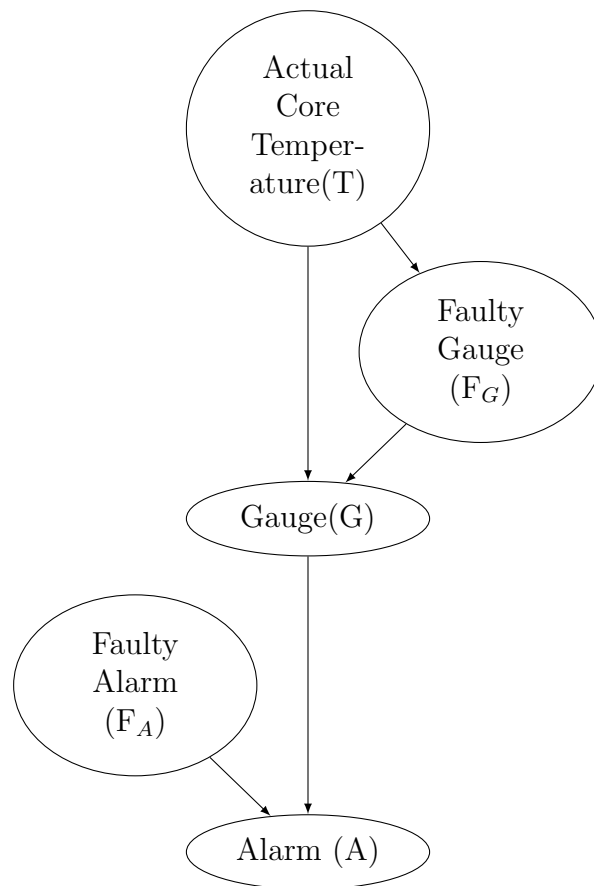 Actual
Core
Temper-
ature(T)
Faulty
Gauge
(F_G)
Gauge(G)
Faulty
Alarm
(F_A)
Alarm (A)